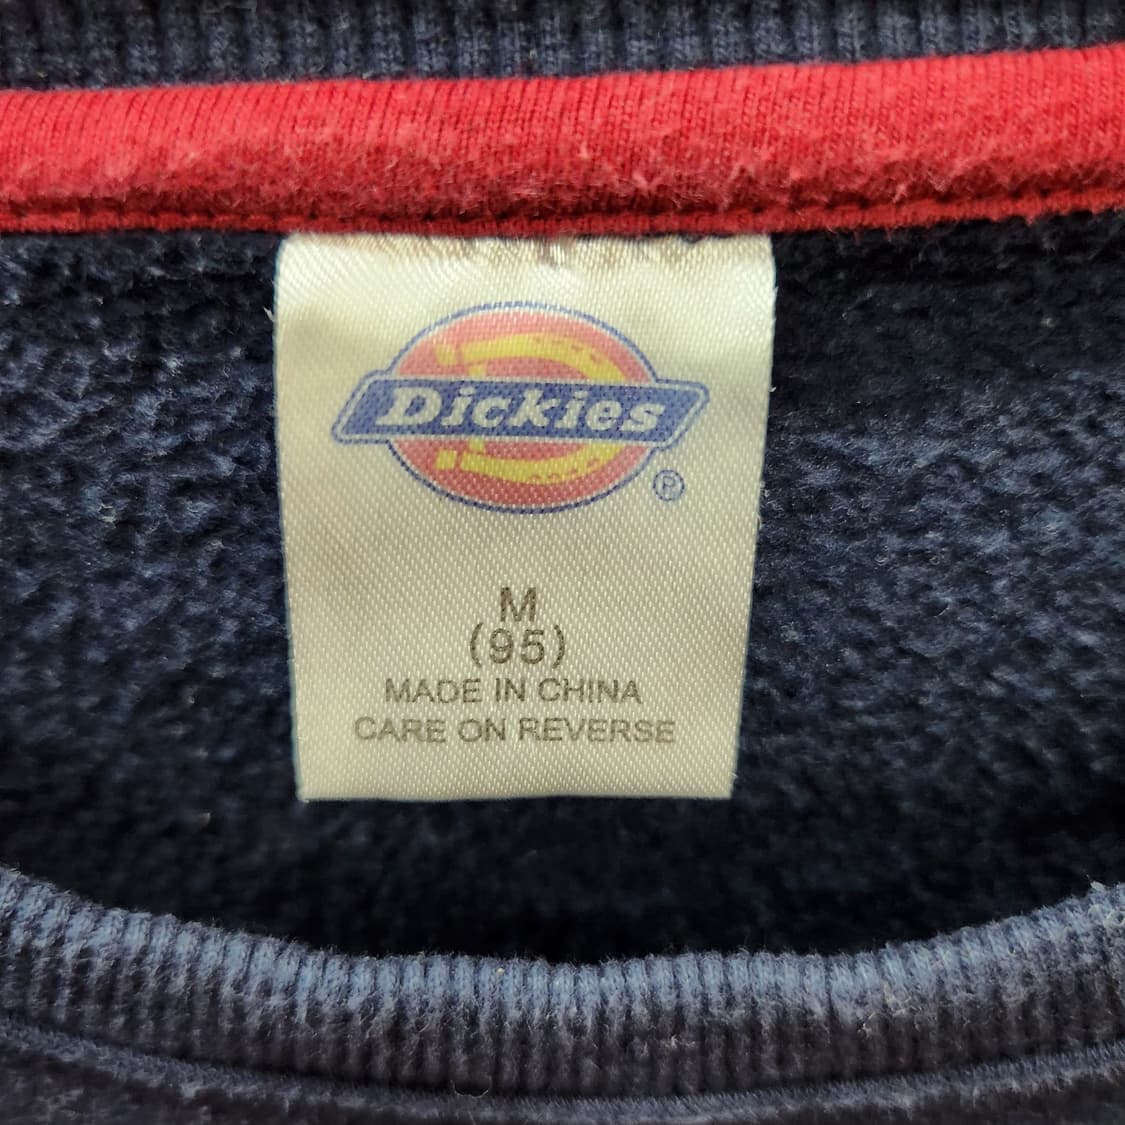 Dickies
®
M
(95)
MADE IN CHINA
CARE ON REVERSE